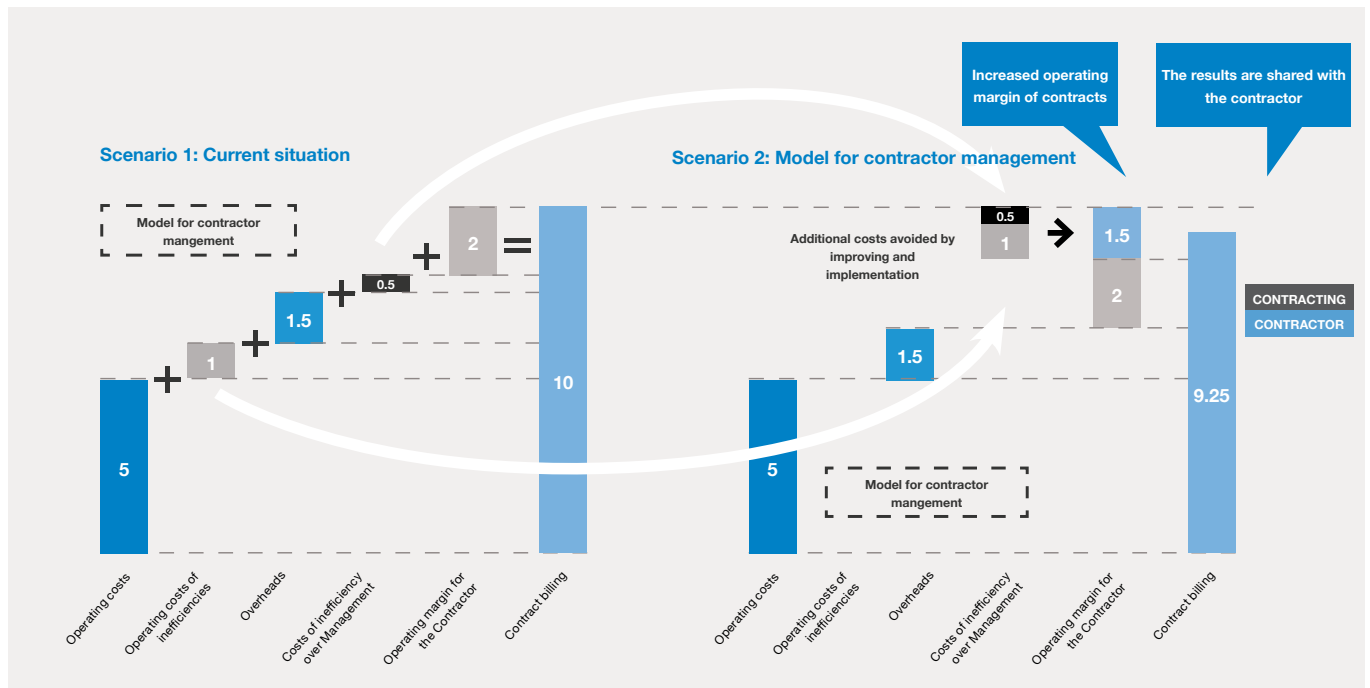 Increased operating
margin of contracts
The results are shared with
the contractor
Scenario 1: Current situation
Scenario 2: Model for contractor management
Model for contractor
mangement
+
1
+
1.5
+
0.5
+
2
=
10
5
Additional costs avoided by
improving and
implementation
0.5
1
1.5
2
1.5
5
9.25
CONTRACTING
CONTRACTOR
Model for contractor
mangement
Operating costs
Operating costs of
inefficiencies
Overheads
Costs of inefficiency
over Management
Operating margin for
the Contractor
Contract billing
Operating costs
Operating costs of
inefficiencies
Overheads
Costs of inefficiency
over Management
Operating margin for
the Contractor
Contract billing